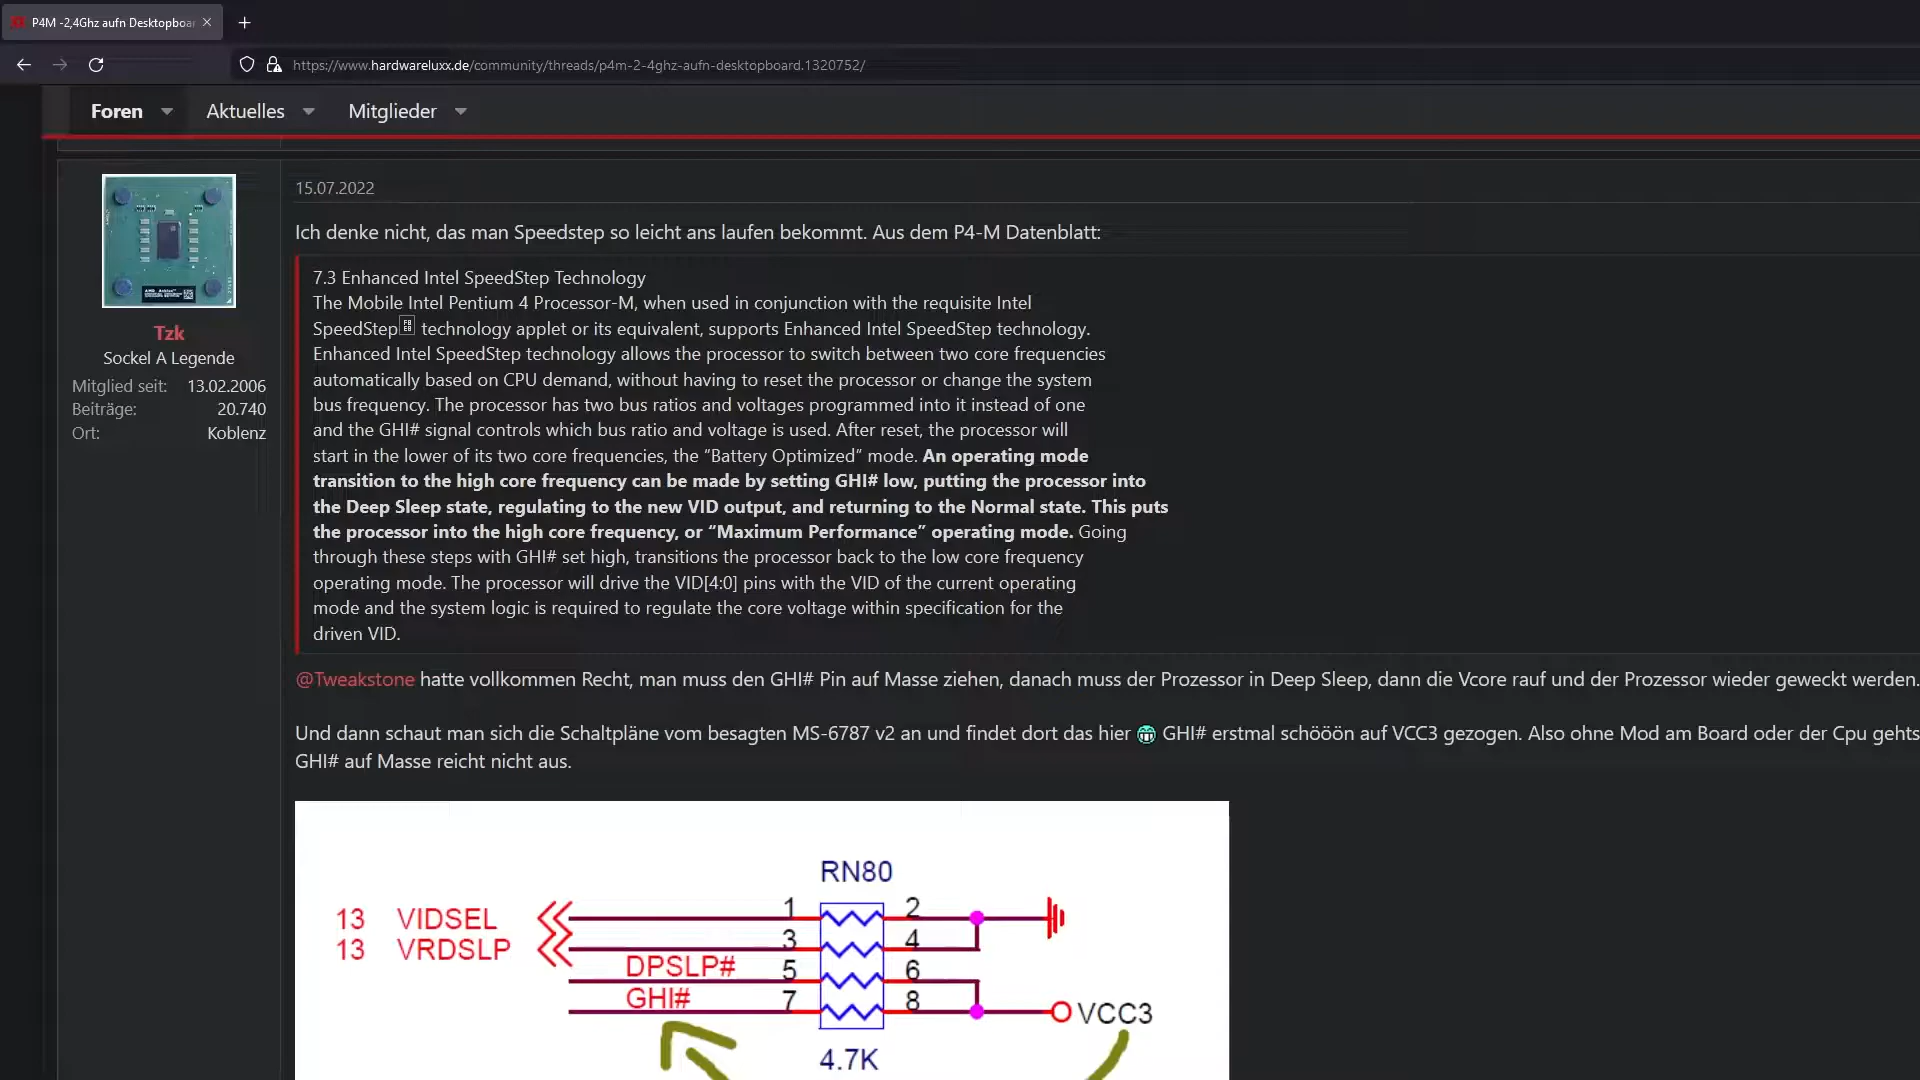 P4M -2,4Ghz aufn Desktopboa
https://www.hardwareluxx.de/community/threads/p4m-2-4ghz-aufn-desktopboard.1320752/
Foren Aktuelles Mitglieder
15.07.2022
Ich denke nicht, das man Speedstep so leicht ans laufen bekommt. Aus dem P4-M Datenblatt:
7.3 Enhanced Intel SpeedStep Technology
The Mobile Intel Pentium 4 Processor-M, when used in conjunction with the requisite Intel
SpeedStep technology applet or its equivalent, supports Enhanced Intel SpeedStep technology.
Enhanced Intel SpeedStep technology allows the processor to switch between two core frequencies
automatically based on CPU demand, without having to reset the processor or change the system
bus frequency. The processor has two bus ratios and voltages programmed into it instead of one
and the GHI# signal controls which bus ratio and voltage is used. After reset, the processor will
start in the lower of its two core frequencies, the “Battery Optimized” mode. An operating mode
transition to the high core frequency can be made by setting GHI# low, putting the processor into
the Deep Sleep state, regulating to the new VID output, and returning to the Normal state. This puts
the processor into the high core frequency, or “Maximum Performance” operating mode. Going
through these steps with GHI# set high, transitions the processor back to the low core frequency
operating mode. The processor will drive the VID[4:0] pins with the VID of the current operating
mode and the system logic is required to regulate the core voltage within specification for the
driven VID.
Tzk
Sockel A Legende
Mitglied seit: 13.02.2006
Beiträge: 20.740
Ort: Koblenz
@Tweakstone hatte vollkommen Recht, man muss den GHI# Pin auf Masse ziehen, danach muss der Prozessor in Deep Sleep, dann die Vcore rauf und der Prozessor wieder geweckt werden.
Und dann schaut man sich die Schaltpläne vom besagten MS-6787 v2 an und findet dort das hier GHI# erstmal schööön auf VCC3 gezogen. Also ohne Mod am Board oder der Cpu gehts
GHI# auf Masse reicht nicht aus.
RN80
13 VIDSEL 1 2
13 VRDSLP 3 4
DPSLP# 5 6
GHI# 7 8 VCC3
4.7K